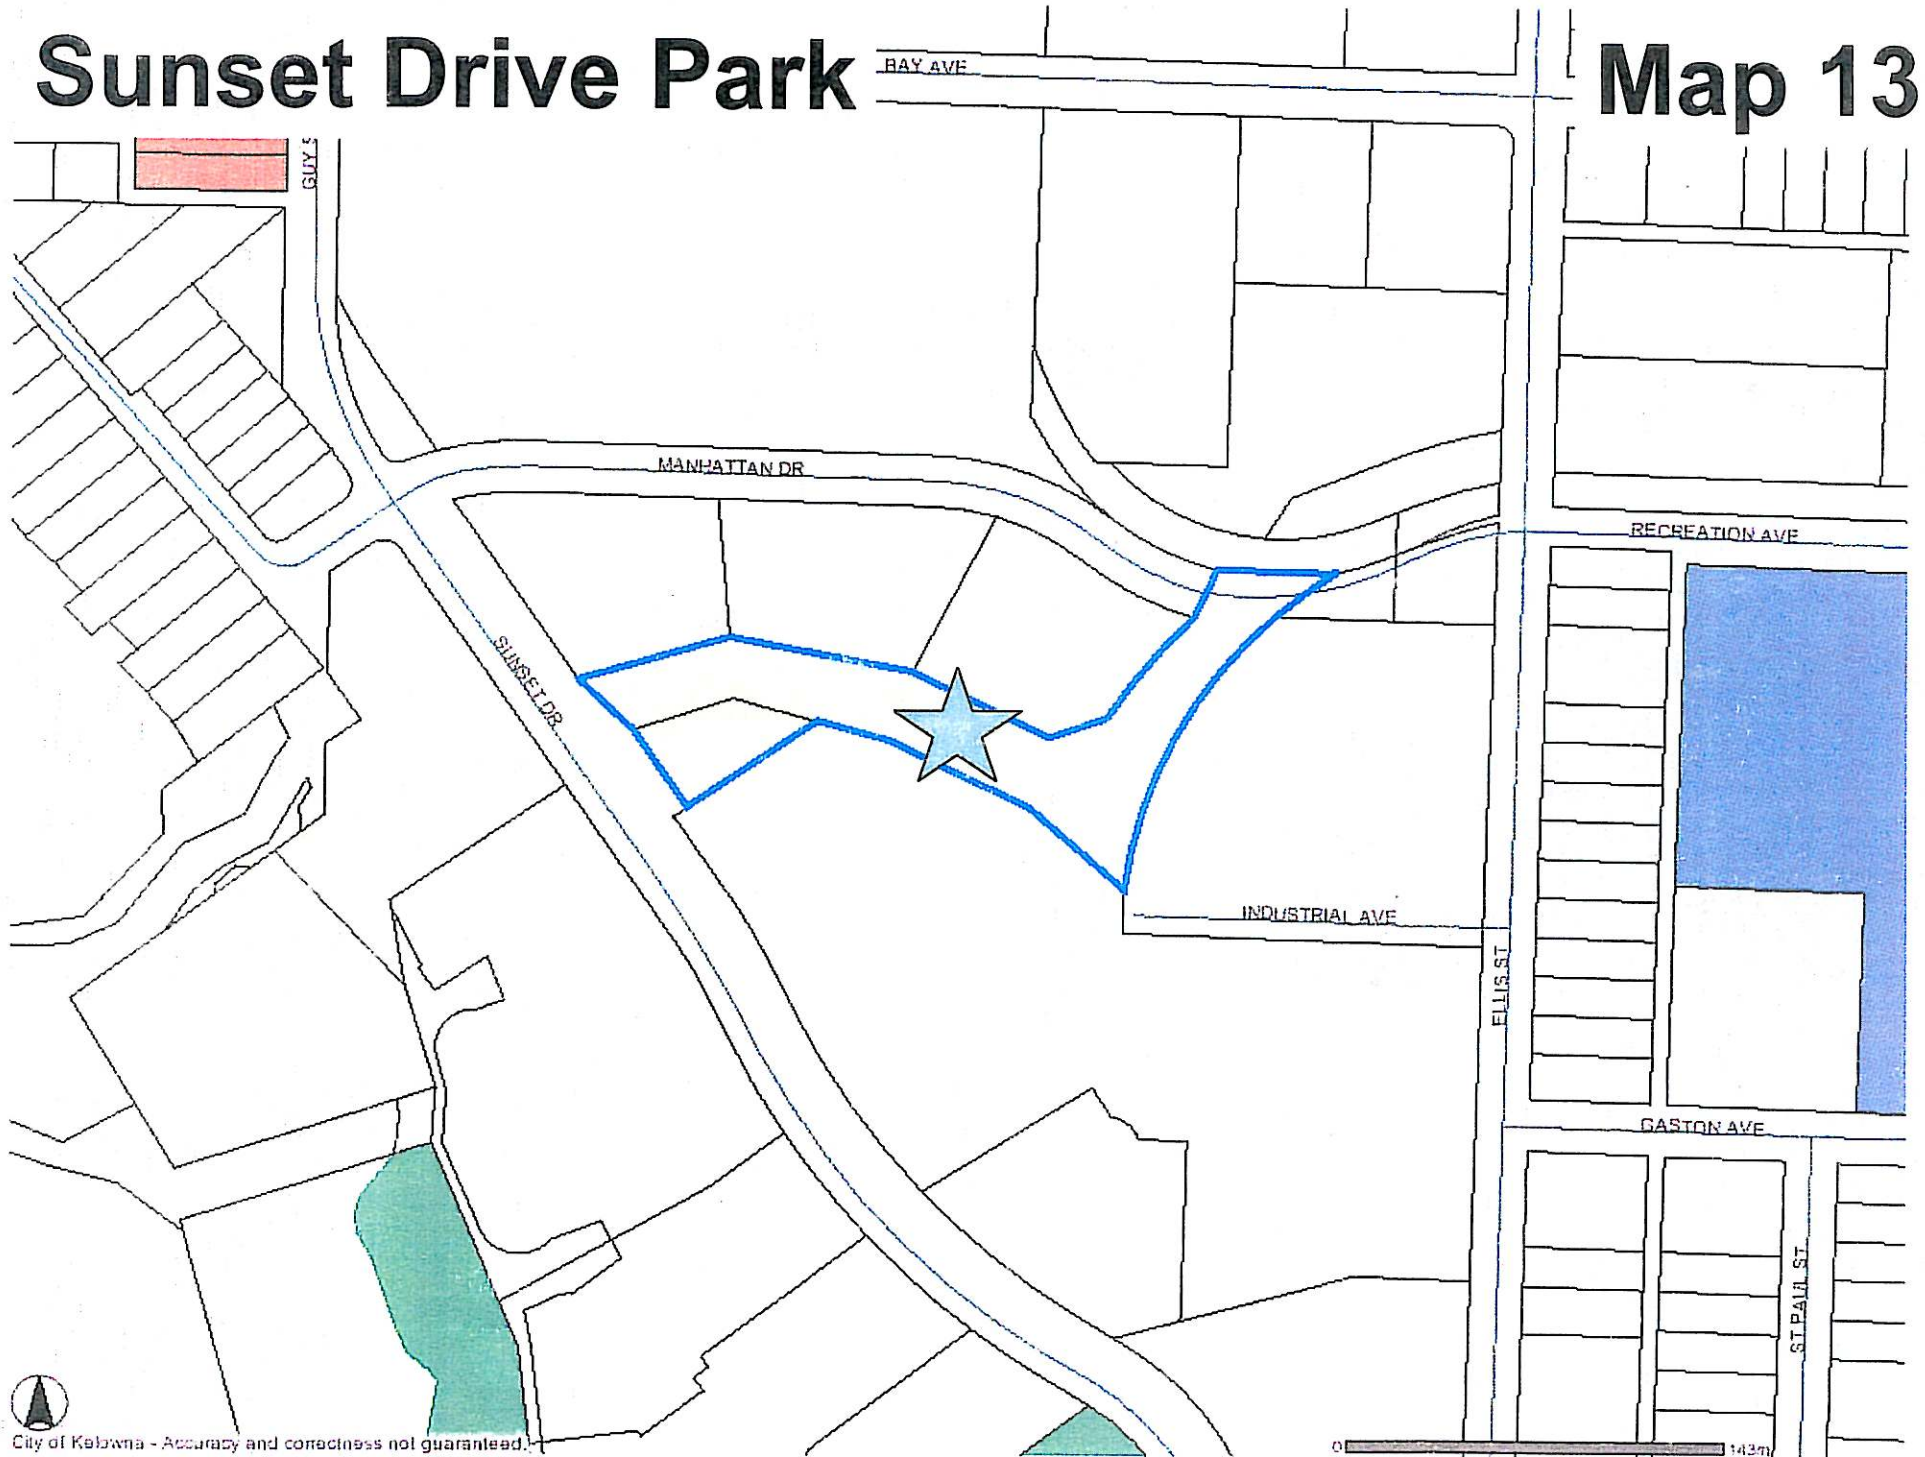 Sunset Drive Park
Map 13
BAY AVE
GUY S
MANHATTAN DR
RECREATION AVE
SUNSET DR
INDUSTRIAL AVE
ELLIS ST
GASTON AVE
ST PAUL ST
City of Kelowna - Accuracy and correctness not guaranteed.
0
143m